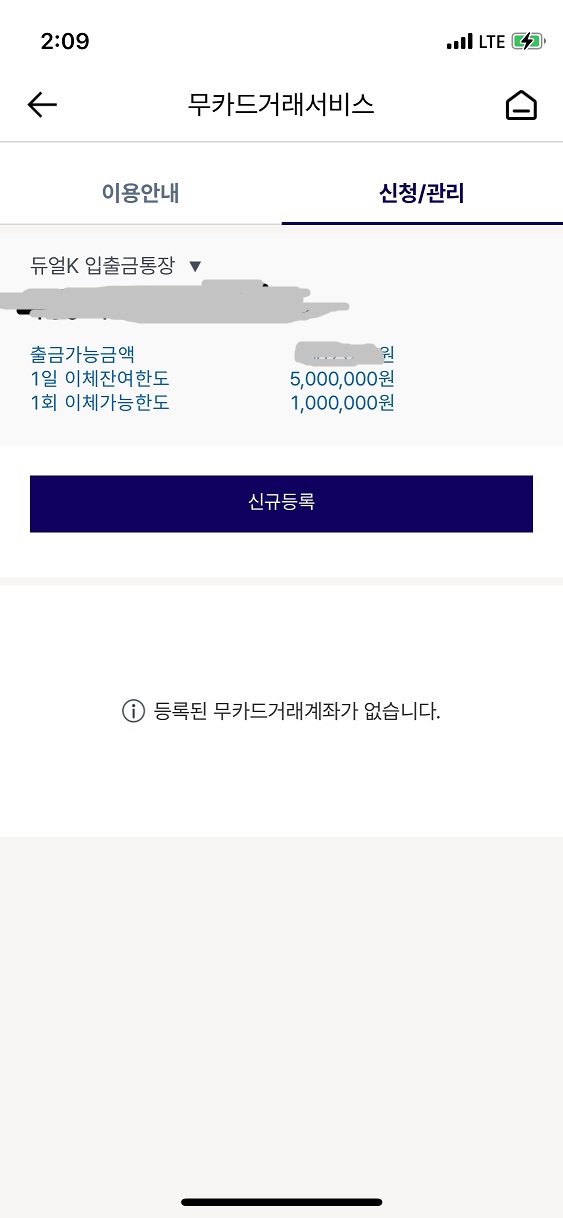 2:09 LTE
무카드거래서비스
이용안내 신청/관리
듀얼K 입출금통장 ▼
출금가능금액 원
1일 이체잔여한도 5,000,000원
1회 이체가능한도 1,000,000원
신규등록
등록된 무카드거래계좌가 없습니다.